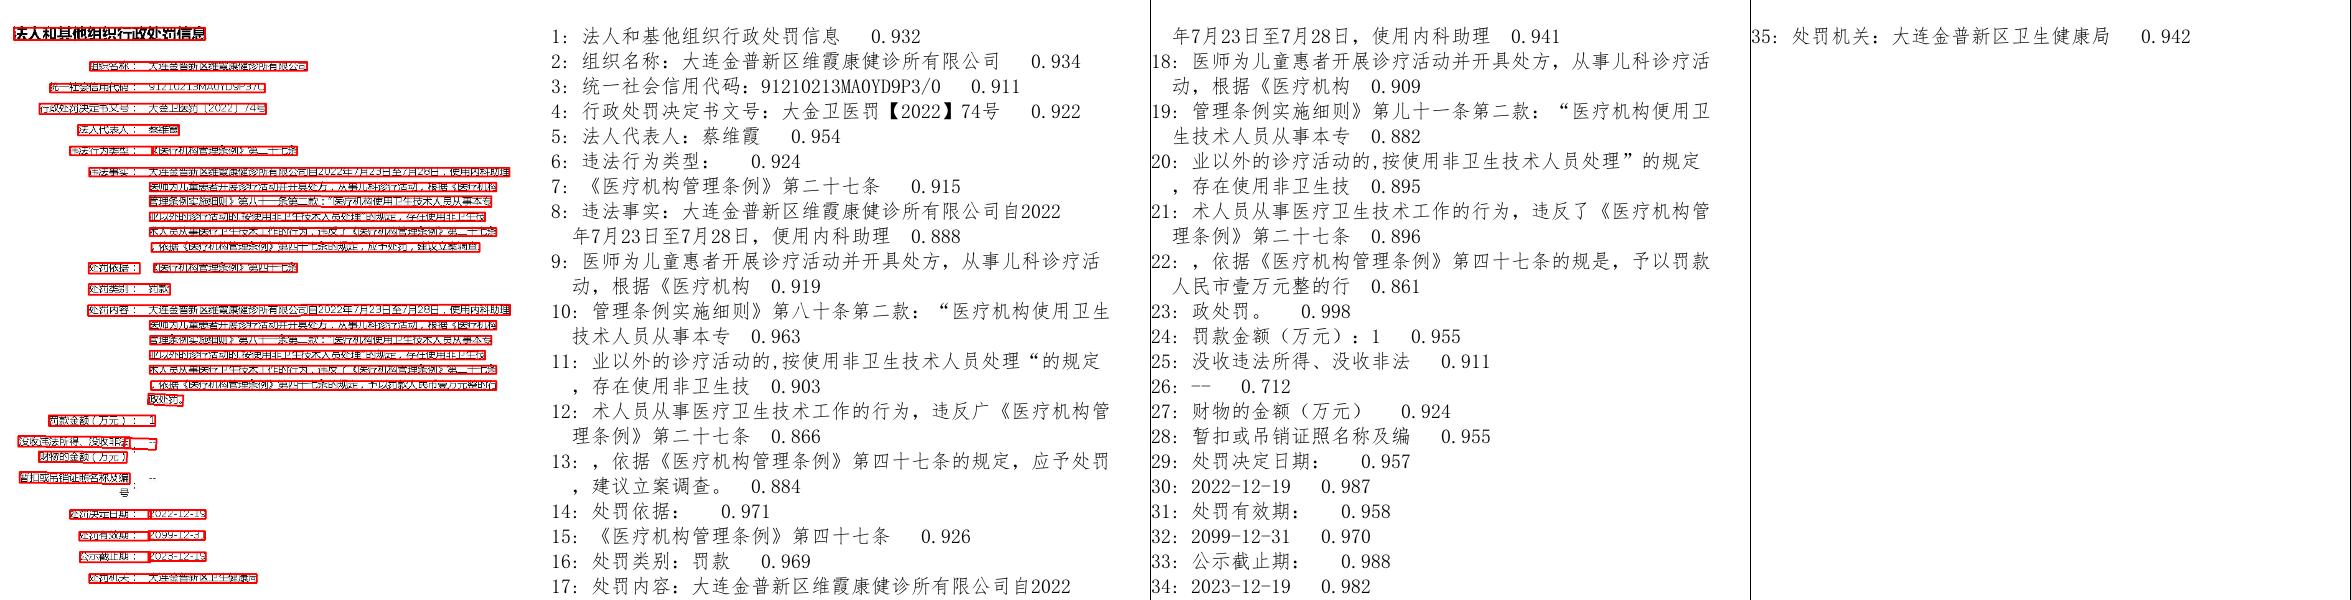 法人和其他组织行政处罚信息
组织名称： 大连金普新区维霞康健诊所有限公司
统一社会信用代码： 91210213MA0YD9P37C
行政处罚决定书文号： 大金卫医罚【2022】74号
法人代表人： 蔡维霞
违法行为类型： 《医疗机构管理条例》第二十七条
违法事实： 大连金普新区维霞康健诊所有限公司自2022年7月23日至7月28日，使用内科助理
医师为儿童患者开展诊疗活动并开具处方，从事儿科诊疗活动，根据《医疗机构
管理条例实施细则》第八十一条第二款：“医疗机构使用卫生技术人员从事本专
业以外的诊疗活动的,按使用非卫生技术人员处理”的规定，存在使用非卫生技
术人员从事医疗卫生技术工作的行为，违反了《医疗机构管理条例》第二十七条
，依据《医疗机构管理条例》第四十七条的规定，应予处罚，建议立案调查。
处罚依据： 《医疗机构管理条例》第四十七条
处罚类别： 罚款
处罚内容： 大连金普新区维霞康健诊所有限公司自2022年7月23日至7月28日，使用内科助理
医师为儿童患者开展诊疗活动并开具处方，从事儿科诊疗活动，根据《医疗机构
管理条例实施细则》第八十一条第二款：“医疗机构使用卫生技术人员从事本专
业以外的诊疗活动的,按使用非卫生技术人员处理”的规定，存在使用非卫生技
术人员从事医疗卫生技术工作的行为，违反了《医疗机构管理条例》第二十七条
，依据《医疗机构管理条例》第四十七条的规定，予以罚款人民币壹万元整的行
政处罚。
罚款金额（万元）： 1
没收违法所得、没收非法 --
财物的金额（万元） ：
暂扣或吊销证照名称及编 --
号 ：
处罚决定日期： 2022-12-19
处罚有效期： 2099-12-31
公示截止期： 2023-12-19
处罚机关： 大连金普新区卫生健康局
1: 法人和基他组织行政处罚信息 0.932
2: 组织名称：大连金普新区维霞康健诊所有限公司 0.934
3: 统一社会信用代码：91210213MA0YD9P3/0 0.911
4: 行政处罚决定书文号：大金卫医罚【2022】74号 0.922
5: 法人代表人：蔡维霞 0.954
6: 违法行为类型： 0.924
7: 《医疗机构管理条例》第二十七条 0.915
8: 违法事实：大连金普新区维霞康健诊所有限公司自2022
年7月23日至7月28日，使用内科助理 0.888
9: 医师为儿童患者开展诊疗活动并开具处方，从事儿科诊疗活
动，根据《医疗机构 0.919
10: 管理条例实施细则》第八十条第二款：“医疗机构使用卫生
技术人员从事本专 0.963
11: 业以外的诊疗活动的,按使用非卫生技术人员处理“的规定
，存在使用非卫生技 0.903
12: 术人员从事医疗卫生技术工作的行为，违反广《医疗机构管
理条例》第二十七条 0.866
13: ，依据《医疗机构管理条例》第四十七条的规定，应予处罚
，建议立案调查。 0.884
14: 处罚依据： 0.971
15: 《医疗机构管理条例》第四十七条 0.926
16: 处罚类别：罚款 0.969
17: 处罚内容：大连金普新区维霞康健诊所有限公司自2022
年7月23日至7月28日，使用内科助理 0.941
18: 医师为儿童惠者开展诊疗活动并开具处方，从事儿科诊疗活
动，根据《医疗机构 0.909
19: 管理条例实施细则》第儿十一条第二款：“医疗机构便用卫
生技术人员从事本专 0.882
20: 业以外的诊疗活动的,按使用非卫生技术人员处理”的规定
，存在使用非卫生技 0.895
21: 术人员从事医疗卫生技术工作的行为，违反了《医疗机构管
理条例》第二十七条 0.896
22: ，依据《医疗机构管理条例》第四十七条的规是，予以罚款
人民市壹万元整的行 0.861
23: 政处罚。 0.998
24: 罚款金额（万元）：1 0.955
25: 没收违法所得、没收非法 0.911
26: -- 0.712
27: 财物的金额（万元） 0.924
28: 暂扣或吊销证照名称及编 0.955
29: 处罚决定日期： 0.957
30: 2022-12-19 0.987
31: 处罚有效期： 0.958
32: 2099-12-31 0.970
33: 公示截止期： 0.988
34: 2023-12-19 0.982
35: 处罚机关：大连金普新区卫生健康局 0.942